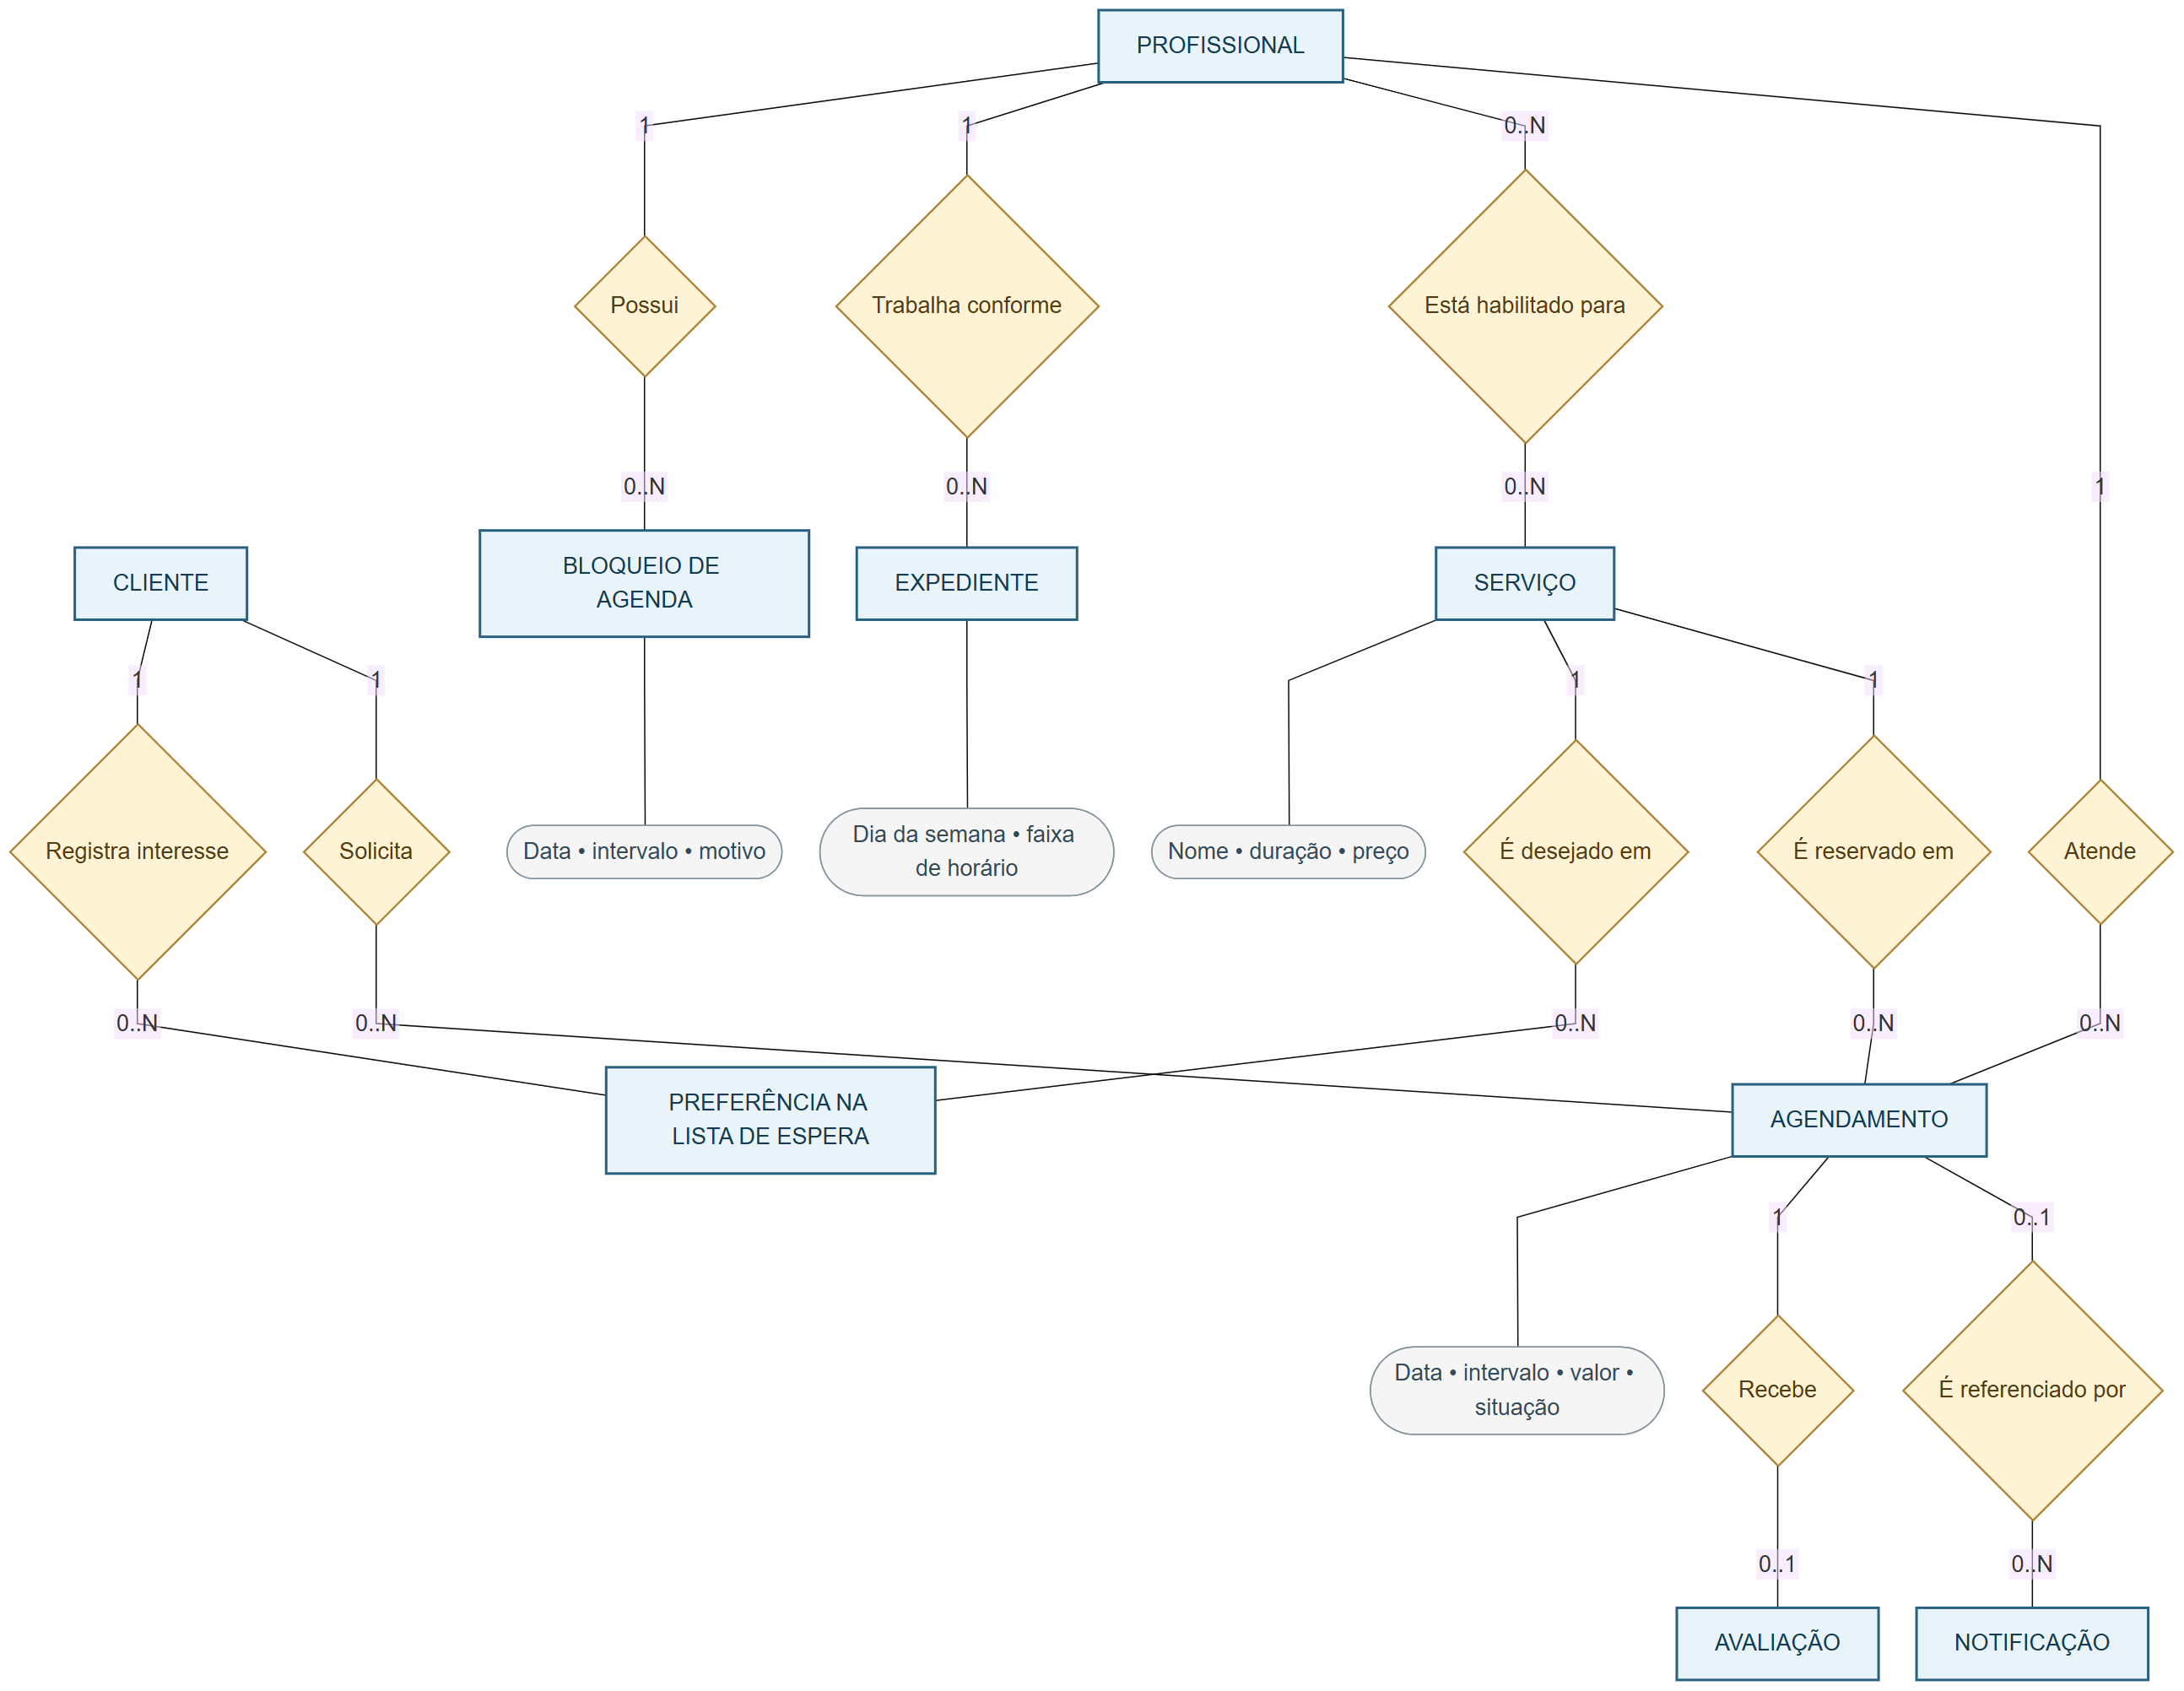 PROFISSIONAL
1
1
0..N
Possui
Trabalha conforme
Está habilitado para
0..N
0..N
0..N
1
CLIENTE
BLOQUEIO DE
AGENDA
EXPEDIENTE
SERVIÇO
1
1
1
1
Registra interesse
Solicita
Data • intervalo • motivo
Dia da semana • faixa
de horário
Nome • duração • preço
É desejado em
É reservado em
Atende
0..N
0..N
0..N
0..N
0..N
PREFERÊNCIA NA
LISTA DE ESPERA
AGENDAMENTO
1
0..1
Data • intervalo • valor •
situação
Recebe
É referenciado por
0..1
0..N
AVALIAÇÃO
NOTIFICAÇÃO